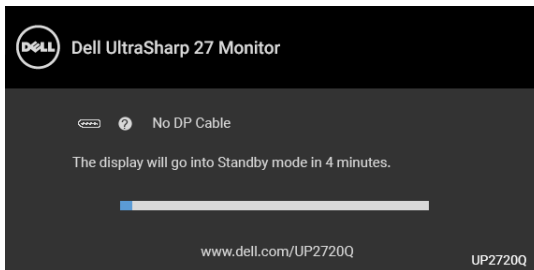 DELL
Dell UltraSharp 27 Monitor
? No DP Cable
The display will go into Standby mode in 4 minutes.
www.dell.com/UP2720Q
UP2720Q